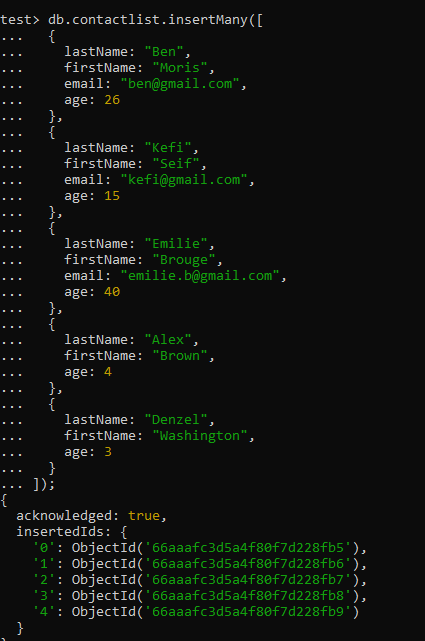 test> db.contactlist.insertMany([
...   {
...     lastName: "Ben",
...     firstName: "Moris",
...     email: "ben@gmail.com",
...     age: 26
...   },
...   {
...     lastName: "Kefi",
...     firstName: "Seif",
...     email: "kefi@gmail.com",
...     age: 15
...   },
...   {
...     lastName: "Emilie",
...     firstName: "Brouge",
...     email: "emilie.b@gmail.com",
...     age: 40
...   },
...   {
...     lastName: "Alex",
...     firstName: "Brown",
...     age: 4
...   },
...   {
...     lastName: "Denzel",
...     firstName: "Washington",
...     age: 3
...   }
... ]);
{
  acknowledged: true,
  insertedIds: {
    '0': ObjectId('66aaafc3d5a4f80f7d228fb5'),
    '1': ObjectId('66aaafc3d5a4f80f7d228fb6'),
    '2': ObjectId('66aaafc3d5a4f80f7d228fb7'),
    '3': ObjectId('66aaafc3d5a4f80f7d228fb8'),
    '4': ObjectId('66aaafc3d5a4f80f7d228fb9')
  }